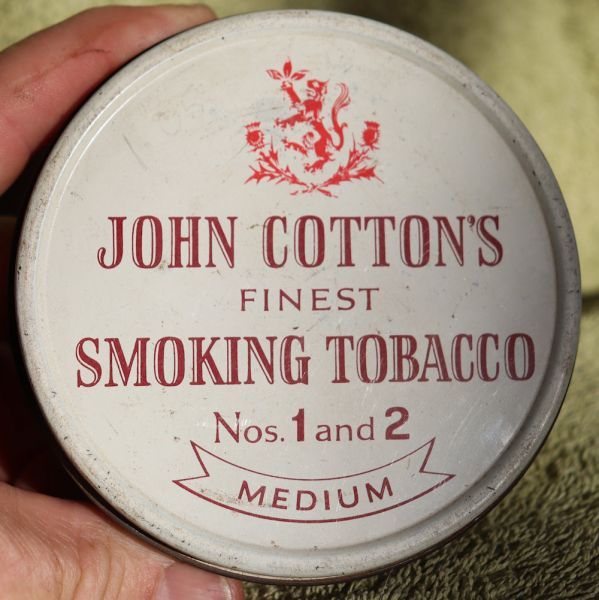 JOHN COTTON'S
FINEST
SMOKING TOBACCO
Nos. 1 and 2
MEDIUM